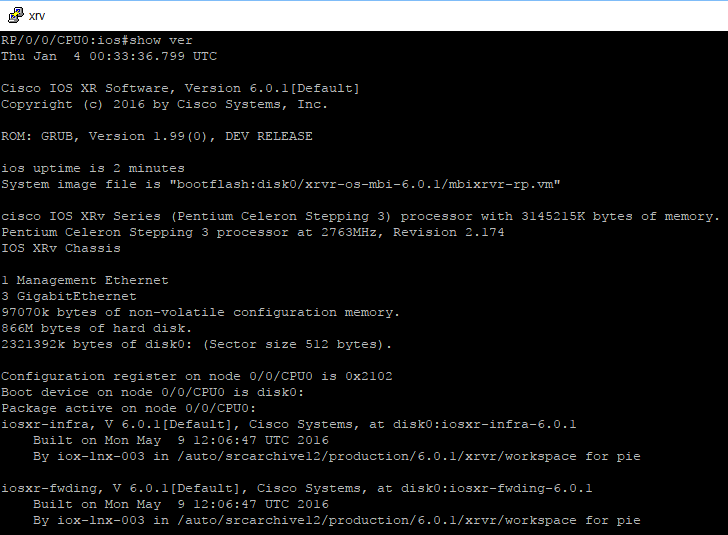 xrv
RP/0/0/CPU0:ios#show ver
Thu Jan  4 00:33:36.799 UTC
Cisco IOS XR Software, Version 6.0.1[Default]
Copyright (c) 2016 by Cisco Systems, Inc.
ROM: GRUB, Version 1.99(0), DEV RELEASE
ios uptime is 2 minutes
System image file is "bootflash:disk0/xrvr-os-mbi-6.0.1/mbixrvr-rp.vm"
cisco IOS XRv Series (Pentium Celeron Stepping 3) processor with 3145215K bytes of memory.
Pentium Celeron Stepping 3 processor at 2763MHz, Revision 2.174
IOS XRv Chassis
1 Management Ethernet
3 GigabitEthernet
97070k bytes of non-volatile configuration memory.
866M bytes of hard disk.
2321392k bytes of disk0: (Sector size 512 bytes).
Configuration register on node 0/0/CPU0 is 0x2102
Boot device on node 0/0/CPU0 is disk0:
Package active on node 0/0/CPU0:
iosxr-infra, V 6.0.1[Default], Cisco Systems, at disk0:iosxr-infra-6.0.1
    Built on Mon May  9 12:06:47 UTC 2016
    By iox-lnx-003 in /auto/srcarchive12/production/6.0.1/xrvr/workspace for pie
iosxr-fwding, V 6.0.1[Default], Cisco Systems, at disk0:iosxr-fwding-6.0.1
    Built on Mon May  9 12:06:47 UTC 2016
    By iox-lnx-003 in /auto/srcarchive12/production/6.0.1/xrvr/workspace for pie